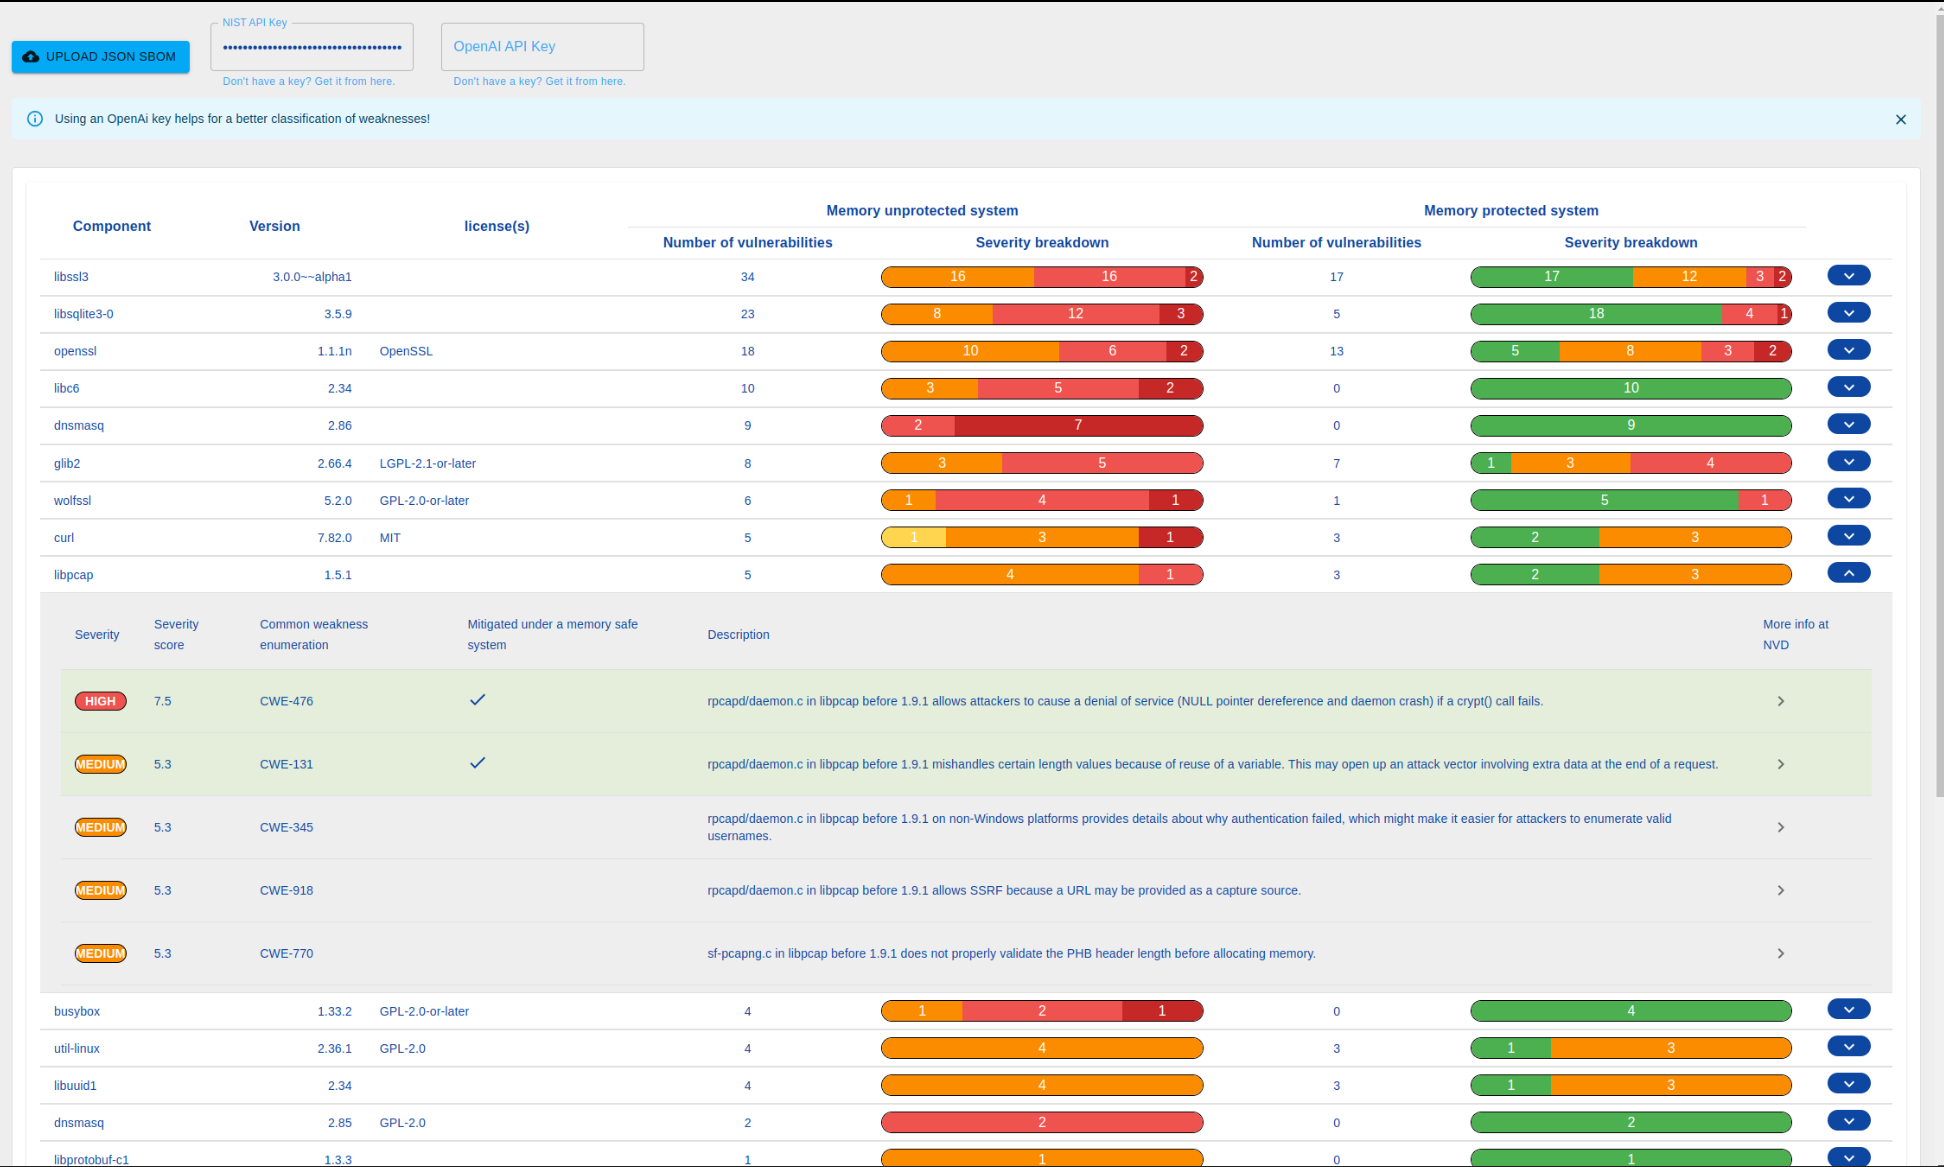 NIST API Key
UPLOAD JSON SBOM
•••••••••••••••••••••••••••••••••••• OpenAI API Key
Don't have a key? Get it from here. Don't have a key? Get it from here.
Using an OpenAi key helps for a better classification of weaknesses!
Memory unprotected system Memory protected system
Component Version license(s)
Number of vulnerabilities Severity breakdown Number of vulnerabilities Severity breakdown
libssl3 3.0.0~~alpha1 34 16 16 2 17 17 12 3 2
libsqlite3-0 3.5.9 23 8 12 3 5 18 4 1
openssl 1.1.1n OpenSSL 18 10 6 2 13 5 8 3 2
libc6 2.34 10 3 5 2 0 10
dnsmasq 2.86 9 2 7 0 9
glib2 2.66.4 LGPL-2.1-or-later 8 3 5 7 1 3 4
wolfssl 5.2.0 GPL-2.0-or-later 6 1 4 1 1 5 1
curl 7.82.0 MIT 5 1 3 1 3 2 3
libpcap 1.5.1 5 4 1 3 2 3
Severity Severity score Common weakness enumeration Mitigated under a memory safe system Description More info at NVD
HIGH 7.5 CWE-476 rpcapd/daemon.c in libpcap before 1.9.1 allows attackers to cause a denial of service (NULL pointer dereference and daemon crash) if a crypt() call fails.
MEDIUM 5.3 CWE-131 rpcapd/daemon.c in libpcap before 1.9.1 mishandles certain length values because of reuse of a variable. This may open up an attack vector involving extra data at the end of a request.
MEDIUM 5.3 CWE-345 rpcapd/daemon.c in libpcap before 1.9.1 on non-Windows platforms provides details about why authentication failed, which might make it easier for attackers to enumerate valid
usernames.
MEDIUM 5.3 CWE-918 rpcapd/daemon.c in libpcap before 1.9.1 allows SSRF because a URL may be provided as a capture source.
MEDIUM 5.3 CWE-770 sf-pcapng.c in libpcap before 1.9.1 does not properly validate the PHB header length before allocating memory.
busybox 1.33.2 GPL-2.0-or-later 4 1 2 1 0 4
util-linux 2.36.1 GPL-2.0 4 4 3 1 3
libuuid1 2.34 4 4 3 1 3
dnsmasq 2.85 GPL-2.0 2 2 0 2
libprotobuf-c1 1.3.3 1 1 0 1